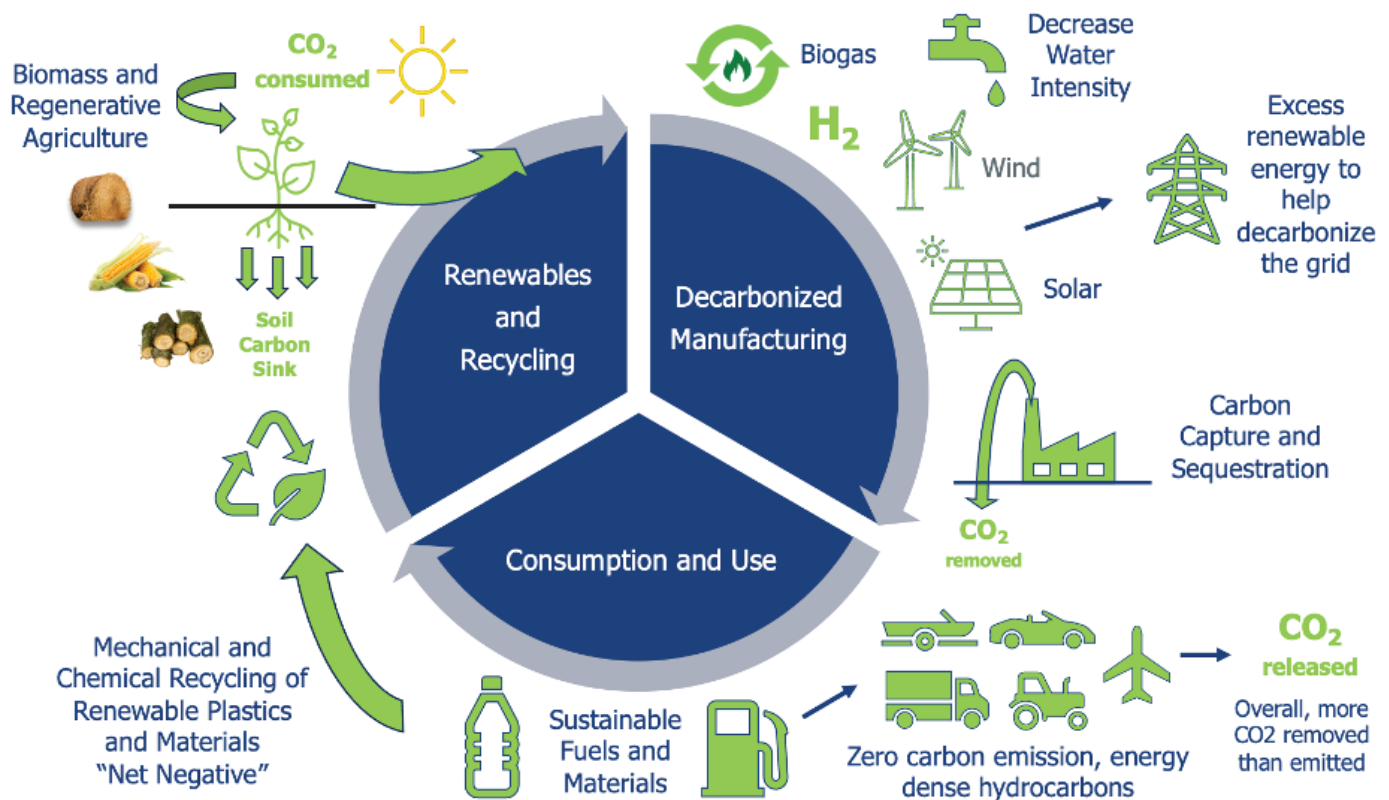 CO₂
consumed
Biomass and
Regenerative
Agriculture
Soil
Carbon
Sink
Renewables
and
Recycling
Biogas
H₂
Decrease
Water
Intensity
Wind
Solar
Excess
renewable
energy to
help
decarbonize
the grid
Decarbonized
Manufacturing
Carbon
Capture and
Sequestration
CO₂
removed
Consumption and Use
Mechanical and
Chemical Recycling of
Renewable Plastics
and Materials
“Net Negative”
Sustainable
Fuels and
Materials
Zero carbon emission, energy
dense hydrocarbons
CO₂
released
Overall, more
CO2 removed
than emitted